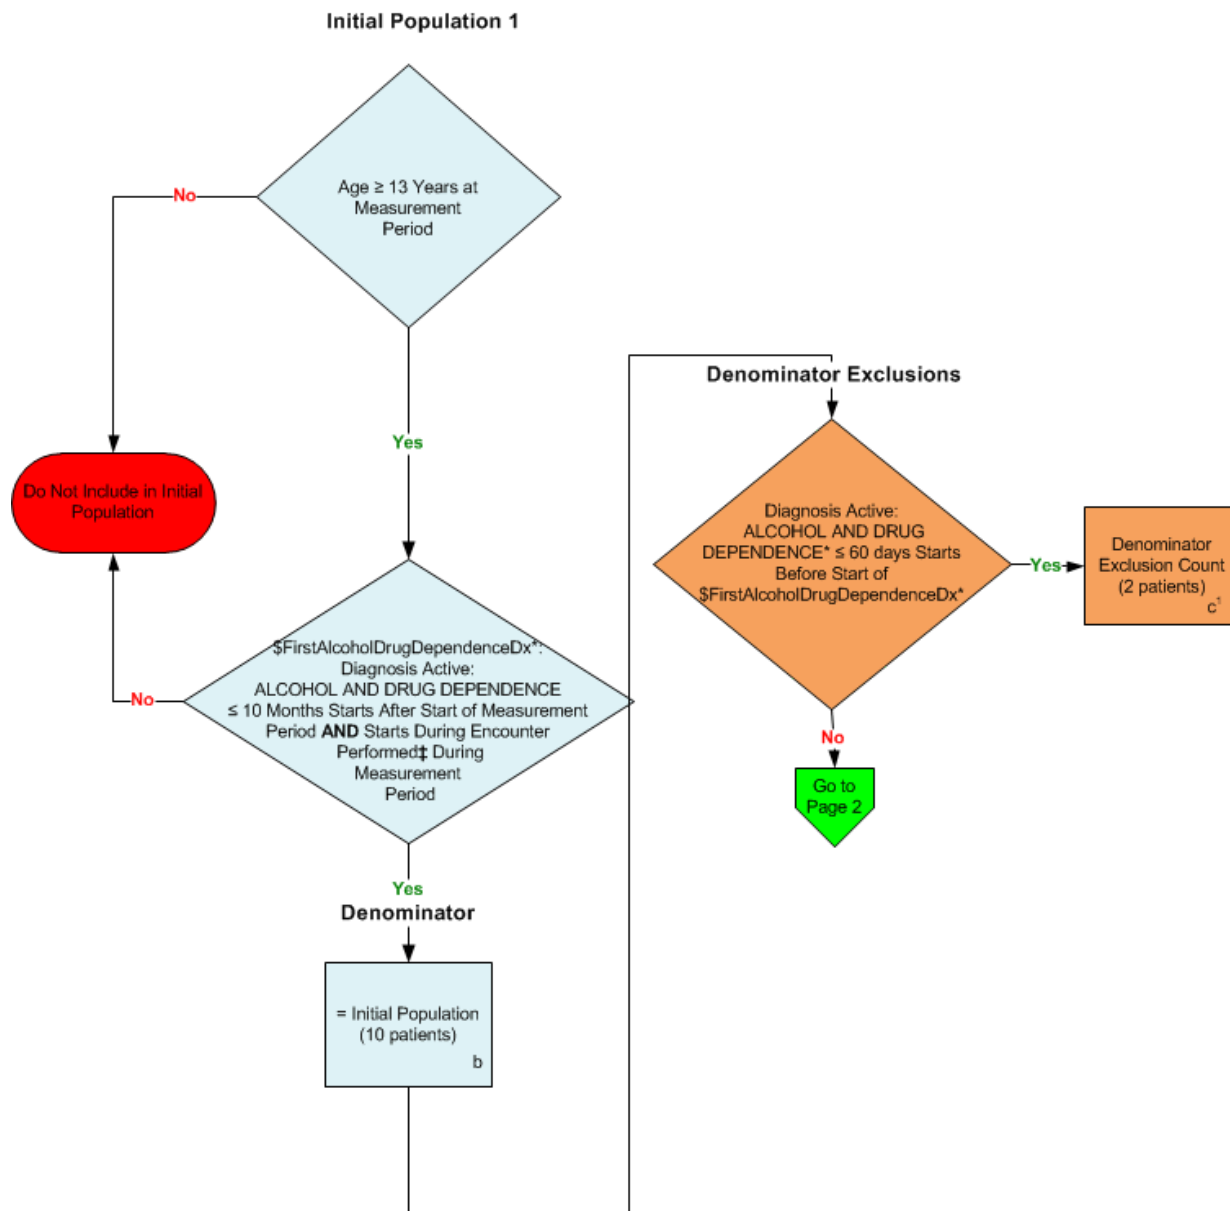 Initial Population 1
Age ≥ 13 Years at
Measurement
Period
No
Yes
Do Not Include in Initial
Population
$FirstAlcoholDrugDependenceDx*:
Diagnosis Active:
ALCOHOL AND DRUG DEPENDENCE
≤ 10 Months Starts After Start of Measurement
Period AND Starts During Encounter
Performed‡ During
Measurement
Period
No
Yes
Denominator
= Initial Population
(10 patients)
b
Denominator Exclusions
Diagnosis Active:
ALCOHOL AND DRUG
DEPENDENCE* ≤ 60 days Starts
Before Start of
$FirstAlcoholDrugDependenceDx*
Yes
Denominator
Exclusion Count
(2 patients)
c¹
No
Go to
Page 2